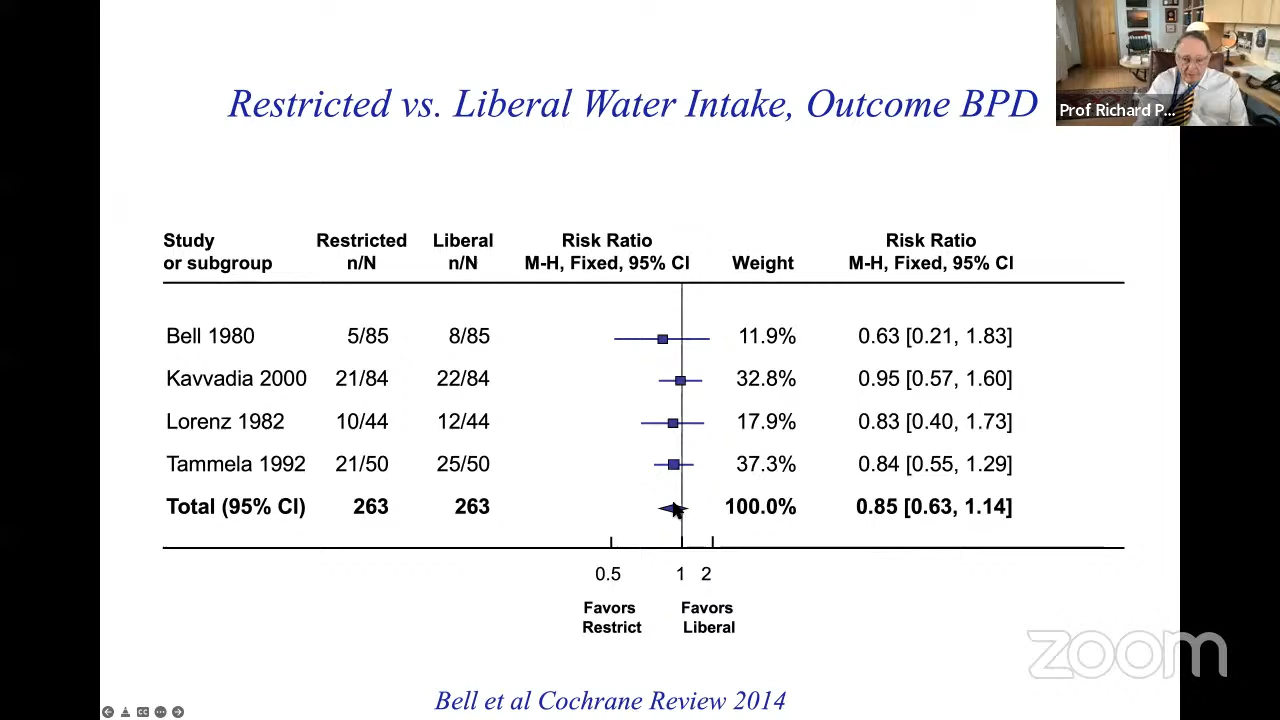 Restricted vs. Liberal Water Intake, Outcome BPD
Prof Richard P...
Study Restricted Liberal Risk Ratio Risk Ratio
or subgroup n/N n/N M-H, Fixed, 95% CI Weight M-H, Fixed, 95% CI
Bell 1980 5/85 8/85 11.9% 0.63 [0.21, 1.83]
Kavvadia 2000 21/84 22/84 32.8% 0.95 [0.57, 1.60]
Lorenz 1982 10/44 12/44 17.9% 0.83 [0.40, 1.73]
Tammela 1992 21/50 25/50 37.3% 0.84 [0.55, 1.29]
Total (95% CI) 263 263 100.0% 0.85 [0.63, 1.14]
0.5 1 2
Favors Favors
Restrict Liberal
zoom
Bell et al Cochrane Review 2014
CC